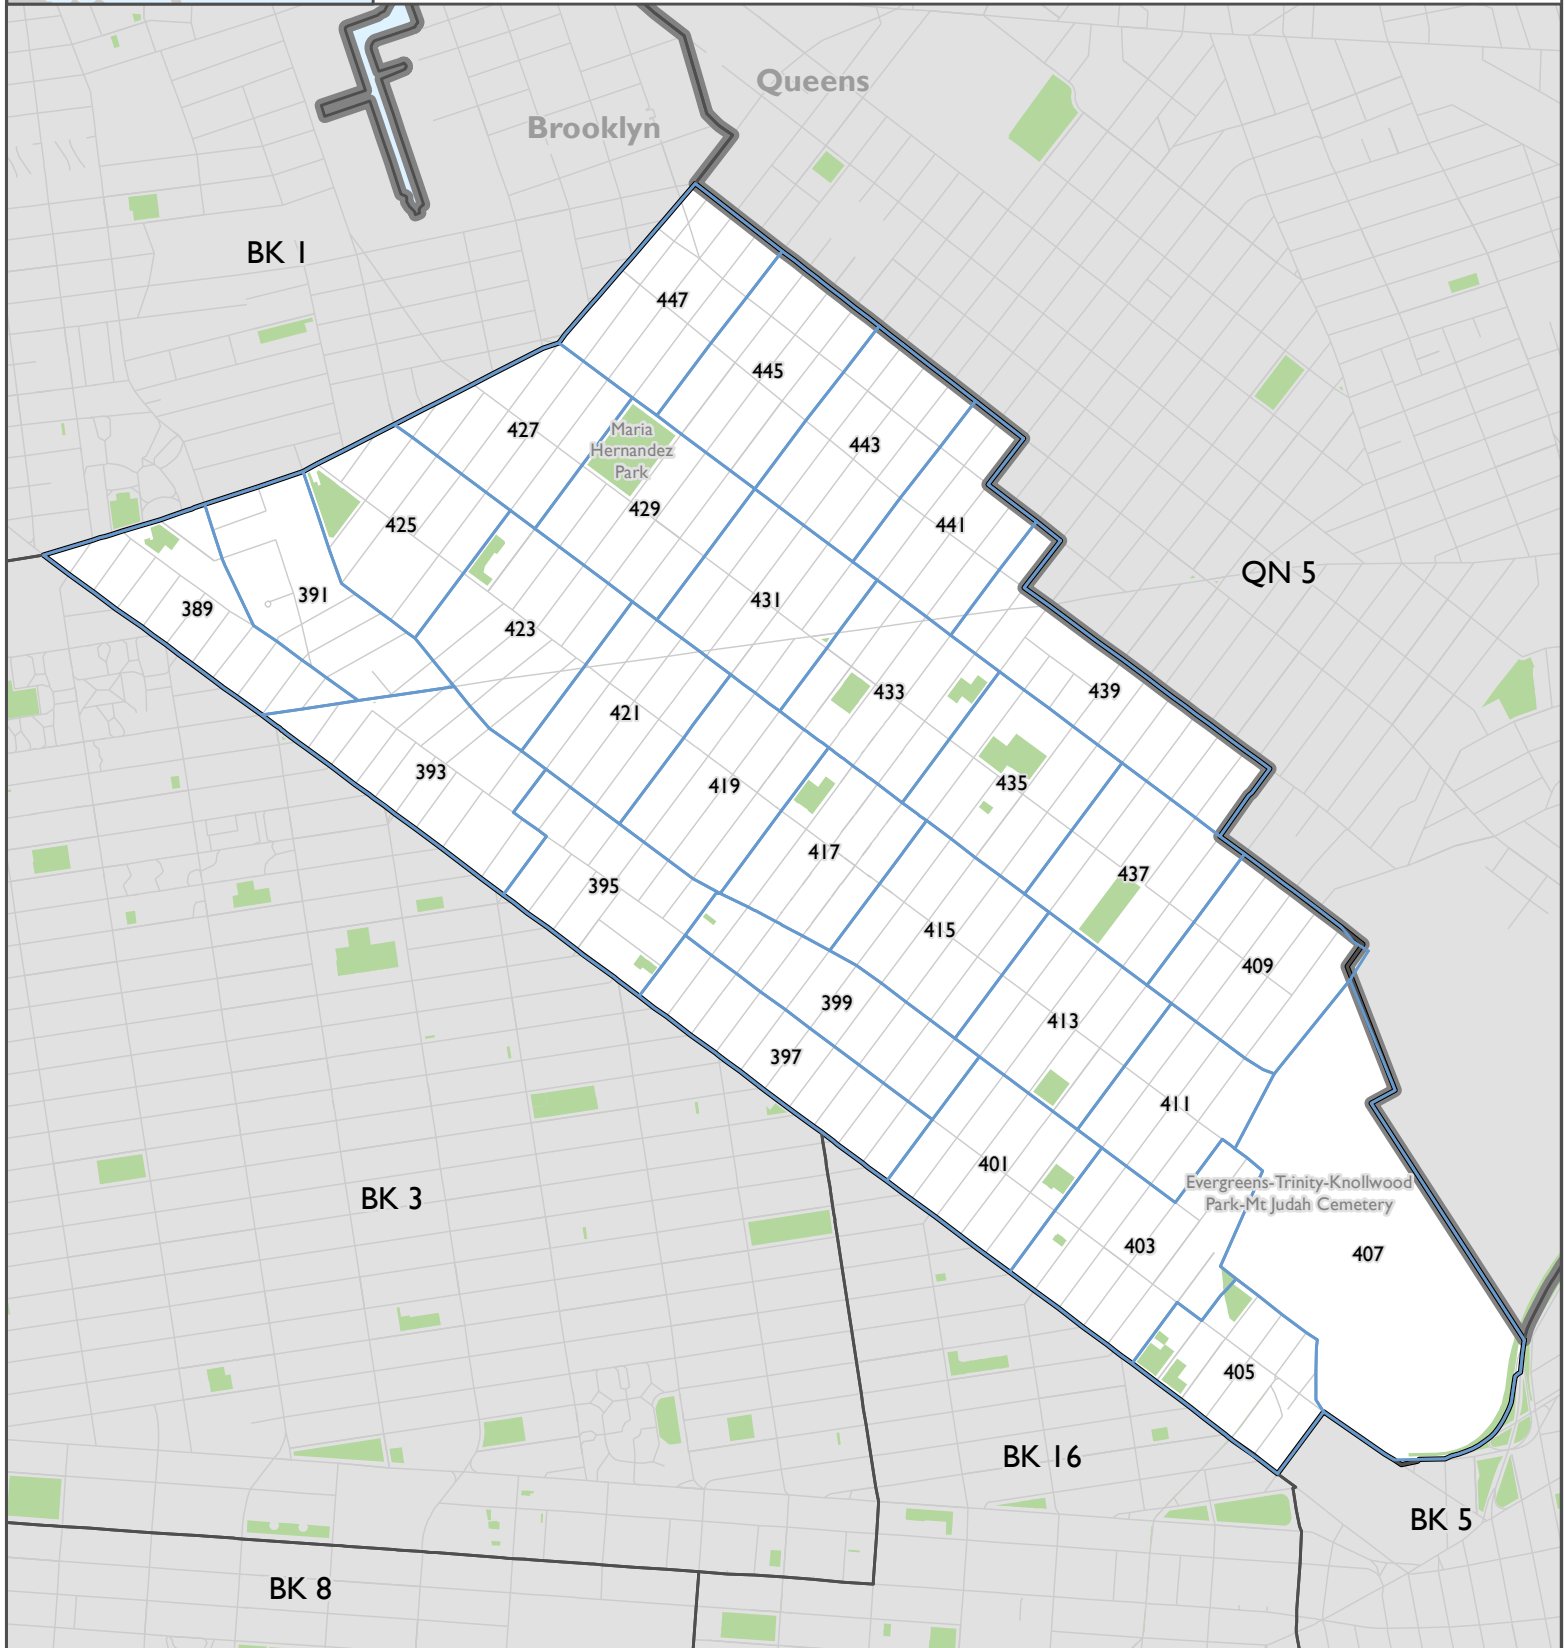 Queens
Brooklyn
BK 1
447
445
427
Maria
Hernandez
Park
443
429
425
441
QN 5
391
389
431
423
433
439
421
393
435
419
417
437
395
415
409
399
413
397
411
401
Evergreens-Trinity-Knollwood
Park-Mt Judah Cemetery
BK 3
403
407
405
BK 16
BK 5
BK 8